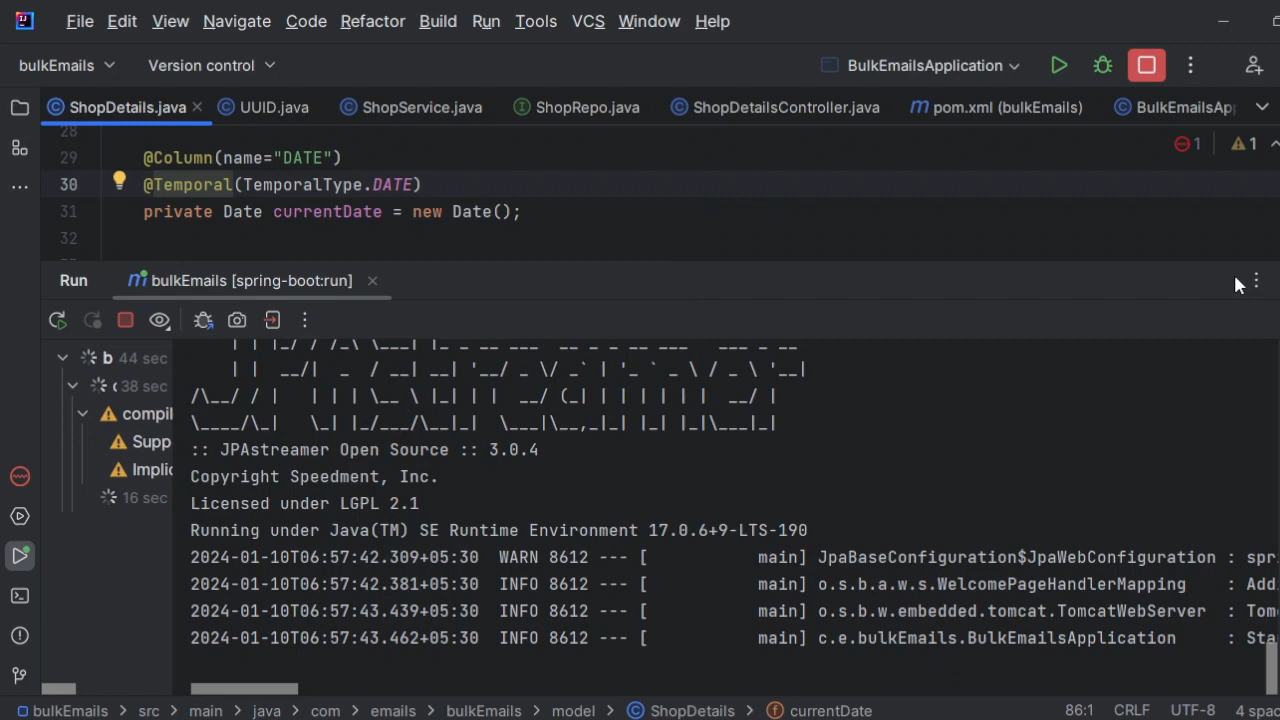 File Edit View Navigate Code Refactor Build Run Tools VCS Window Help
bulkEmails Version control BulkEmailsApplication
ShopDetails.java UUID.java ShopService.java ShopRepo.java ShopDetailsController.java pom.xml (bulkEmails) BulkEmailsAp
28
29 @Column(name="DATE")
30 @Temporal(TemporalType.DATE)
31 private Date currentDate = new Date();
32
1 1
Run bulkEmails [spring-boot:run]
b 44 sec
38 sec
compil
Supp
Implic
16 sec
:: JPAstreamer Open Source :: 3.0.4
Copyright Speedment, Inc.
Licensed under LGPL 2.1
Running under Java(TM) SE Runtime Environment 17.0.6+9-LTS-190
2024-01-10T06:57:42.309+05:30 WARN 8612 --- [ main] JpaBaseConfiguration$JpaWebConfiguration : spr
2024-01-10T06:57:42.381+05:30 INFO 8612 --- [ main] o.s.b.a.w.s.WelcomePageHandlerMapping : Add
2024-01-10T06:57:43.439+05:30 INFO 8612 --- [ main] o.s.b.w.embedded.tomcat.TomcatWebServer : Tom
2024-01-10T06:57:43.462+05:30 INFO 8612 --- [ main] c.e.bulkEmails.BulkEmailsApplication : Sta
bulkEmails > src > main > java > com > emails > bulkEmails > model > ShopDetails > currentDate 86:1 CRLF UTF-8 4 spac